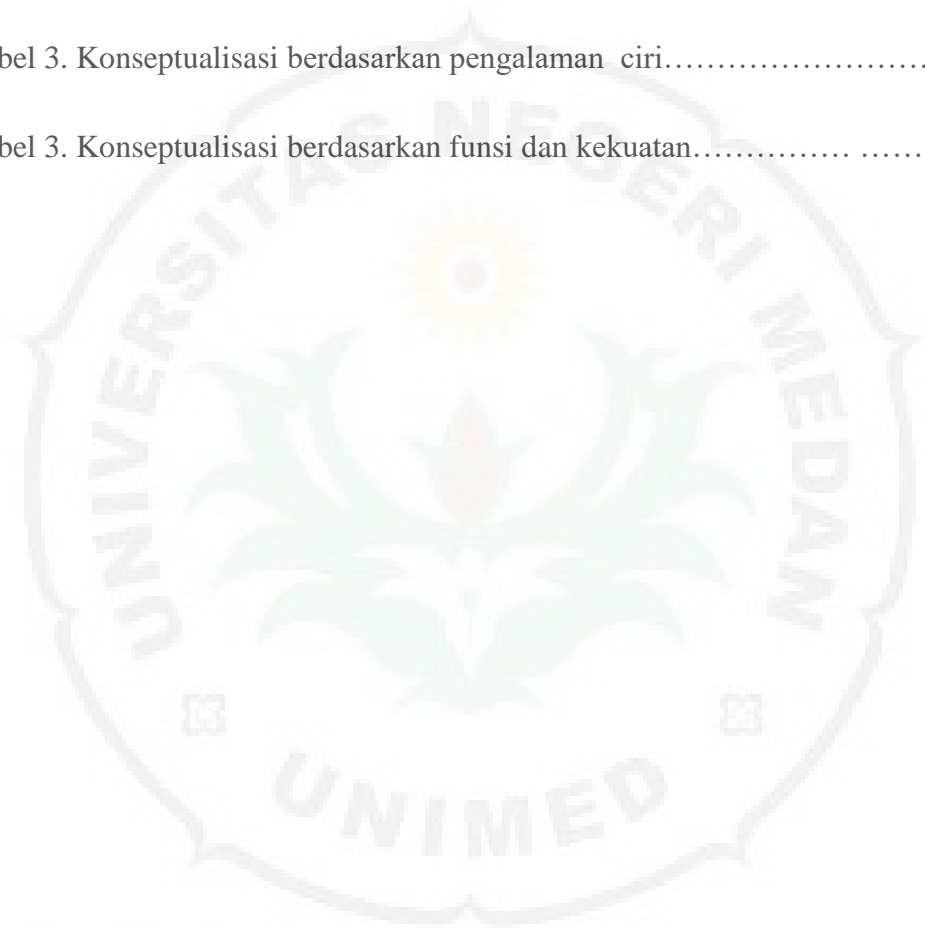 bel 3. Konseptualisasi berdasarkan pengalaman  ciri……………………….
bel 3. Konseptualisasi berdasarkan funsi dan kekuatan…………… ……
UNIVERSITAS NEGERI MEDAN
UNIMED